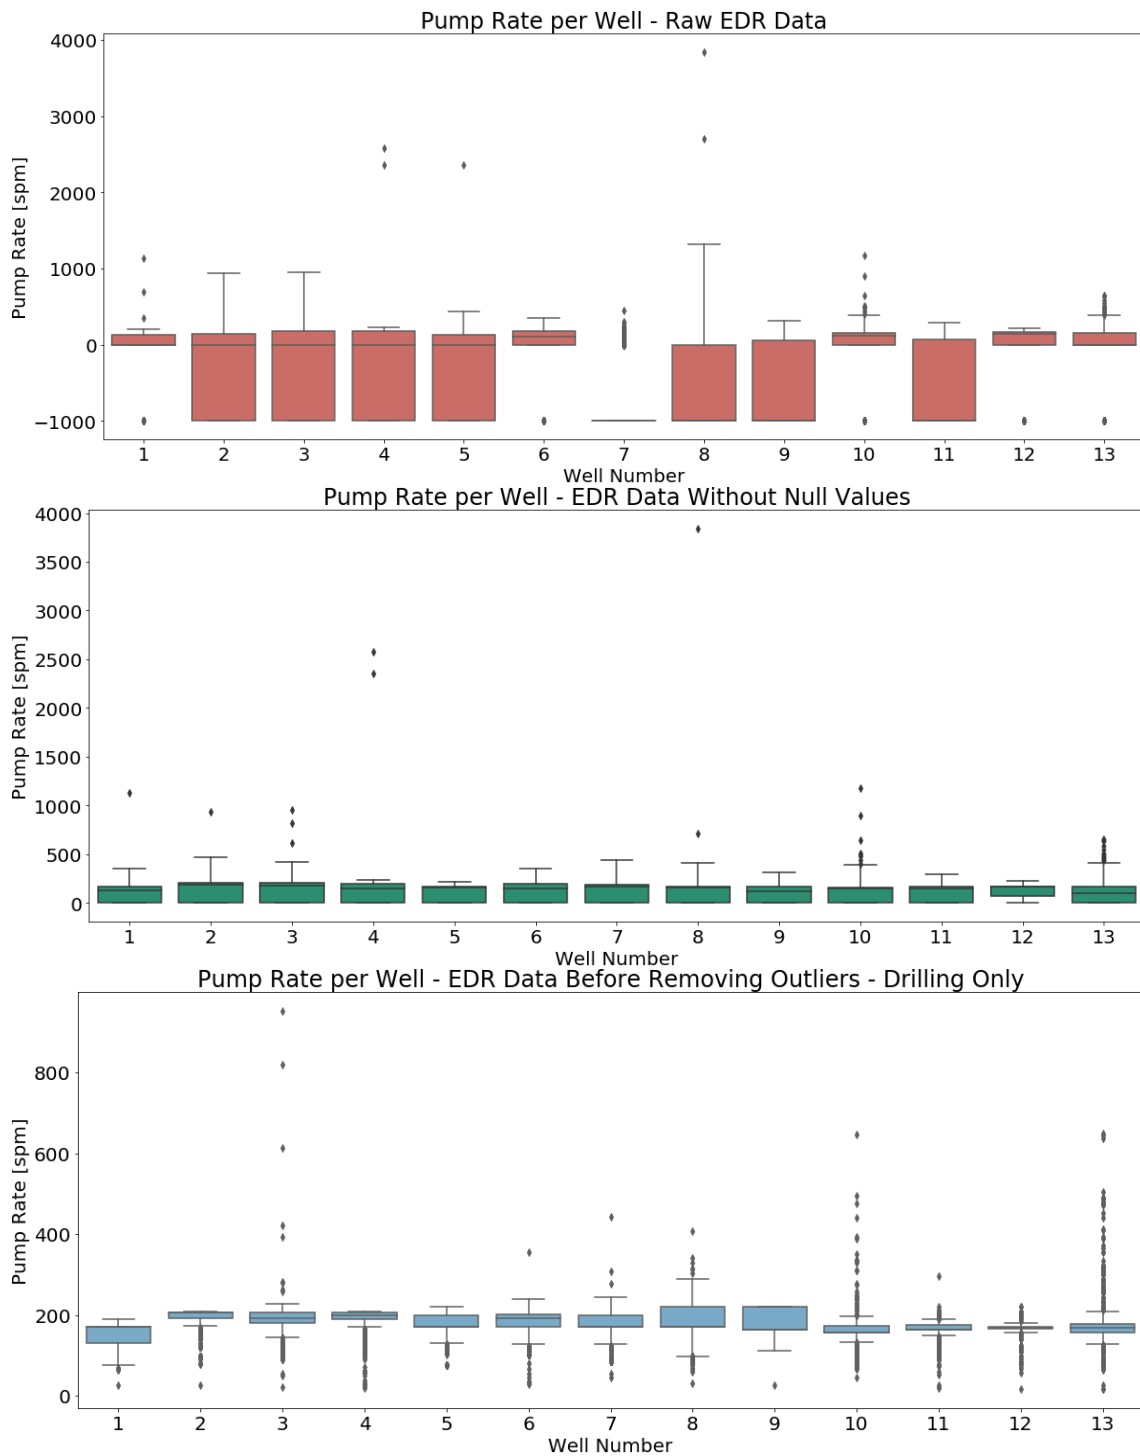 Pump Rate per Well - Raw EDR Data
4000
3000
2000
1000
0
−1000
Pump Rate [spm]
1 2 3 4 5 6 7 8 9 10 11 12 13
Well Number
Pump Rate per Well - EDR Data Without Null Values
4000
3500
3000
2500
2000
1500
1000
500
0
Pump Rate [spm]
1 2 3 4 5 6 7 8 9 10 11 12 13
Well Number
Pump Rate per Well - EDR Data Before Removing Outliers - Drilling Only
800
600
400
200
0
Pump Rate [spm]
1 2 3 4 5 6 7 8 9 10 11 12 13
Well Number